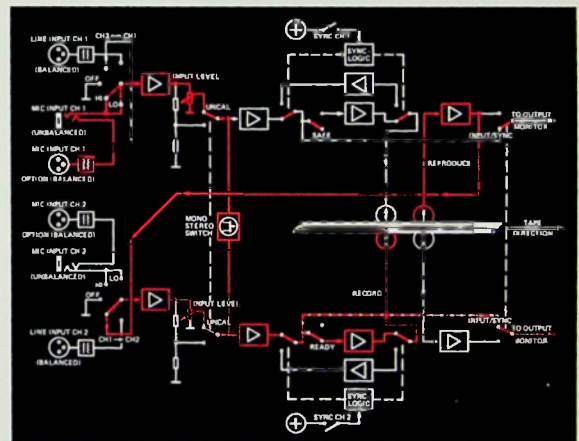 LINE INPUT CH 1
(BALANCED)
CH2 → CH1
OFF
HI
LO
MIC INPUT CH 1
(UNBALANCED)
MIC INPUT CH 1
OPTION (BALANCED)
INPUT LEVEL
UNCAL
SYNC CH 1
SYNC
LOGIC
SAFE
TO OUTPUT
INPUT/SYNC
MONITOR
REPRODUCE
MIC INPUT CH 2
OPTION (BALANCED)
MIC INPUT CH 2
(UNBALANCED)
MONO
STEREO
SWITCH
TAPE
DIRECTION
LO
HI
OFF
INPUT LEVEL
UNCAL
RECORD
INPUT/SYNC
TO OUTPUT
MONITOR
READY
LINE INPUT CH 2
(BALANCED)
CH1 → CH2
SYNC
LOGIC
SYNC CH 2